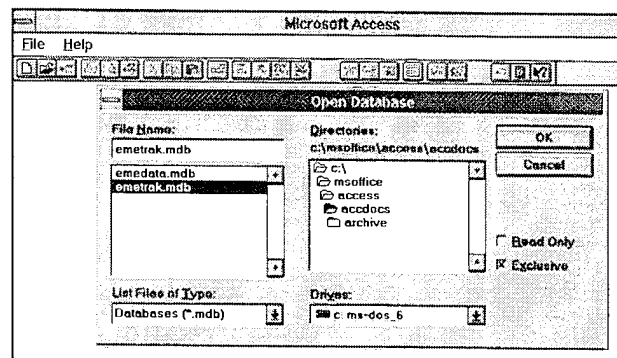 Microsoft Access
File Help
Open Database
File Name:
emetrak.mdb
emedata.mdb
emetrak.mdb
List Files of Type:
Databases (*.mdb)
Directories:
c:\msoffice\access\accdocs
c:\
msoffice
access
accdocs
archive
Drives:
c: ms-dos_6
OK
Cancel
Read Only
Exclusive